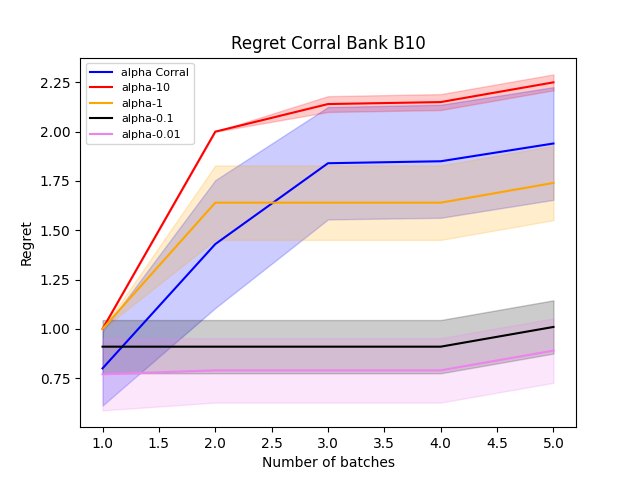 Regret Corral Bank B10
alpha Corral
alpha-10
alpha-1
alpha-0.1
alpha-0.01
Regret
2.25
2.00
1.75
1.50
1.25
1.00
0.75
1.0 1.5 2.0 2.5 3.0 3.5 4.0 4.5 5.0
Number of batches